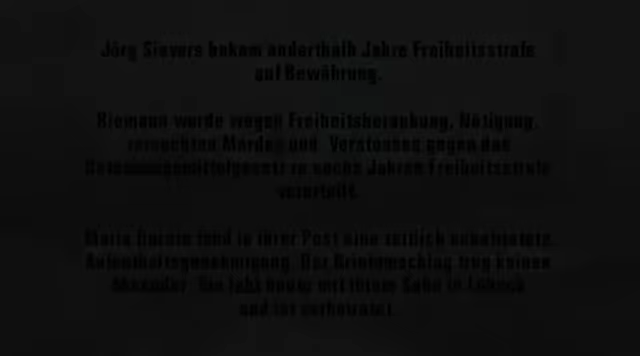 Jörg Sievers bekam anderthalb Jahre Freiheitsstrafe
auf Bewährung.
Riemann wurde wegen Freiheitsberaubung, Nötigung,
versuchten Mordes und Verstosses gegen das
Betäubungsmittelgesetz zu sechs Jahren Freiheitsstrafe
verurteilt.
Maria fand in ihrer Post eine zeitlich unbefristete
Aufenthaltsgenehmigung. Der Briefumschlag trug keinen
Absender. Sie lebt heute mit ihrem Sohn in Lübeck
und ist verheiratet.